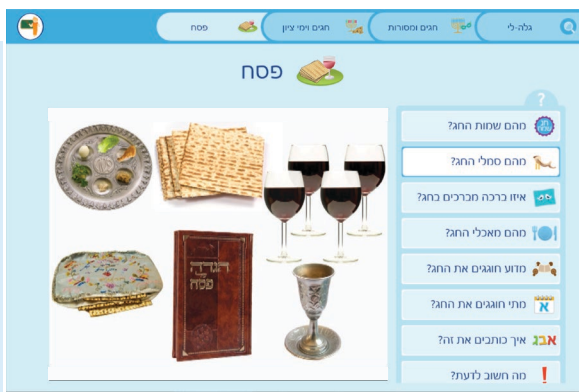 גלה-לי
חגים ומסורות
חגים וימי ציון
פסח
פסח
?
מהם שמות החג?
מהם סמלי החג?
איזו ברכה מברכים בחג?
מהם מאכלי החג?
מדוע חוגגים את החג?
מתי חוגגים את החג?
א
איך כותבים את זה?
אבג
מה חשוב לדעת?
!
הגדה
פסח